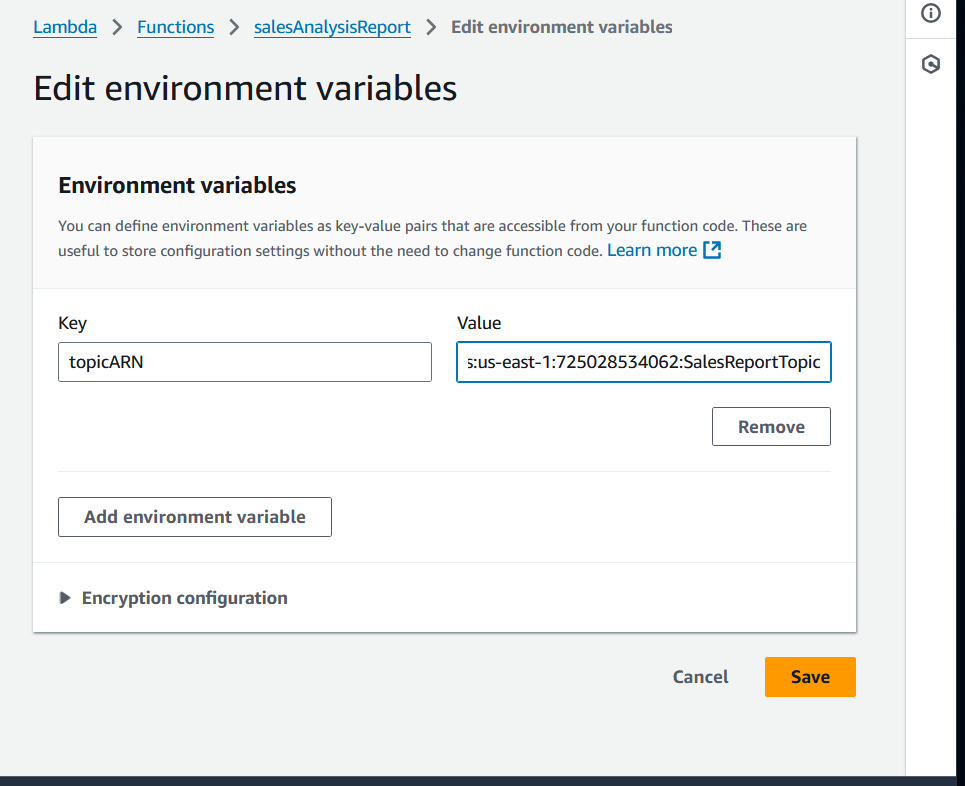 Lambda > Functions > salesAnalysisReport > Edit environment variables
Edit environment variables
Environment variables
You can define environment variables as key-value pairs that are accessible from your function code. These are
useful to store configuration settings without the need to change function code. Learn more
Key
Value
topicARN
s:us-east-1:725028534062:SalesReportTopic
Remove
Add environment variable
Encryption configuration
Cancel
Save